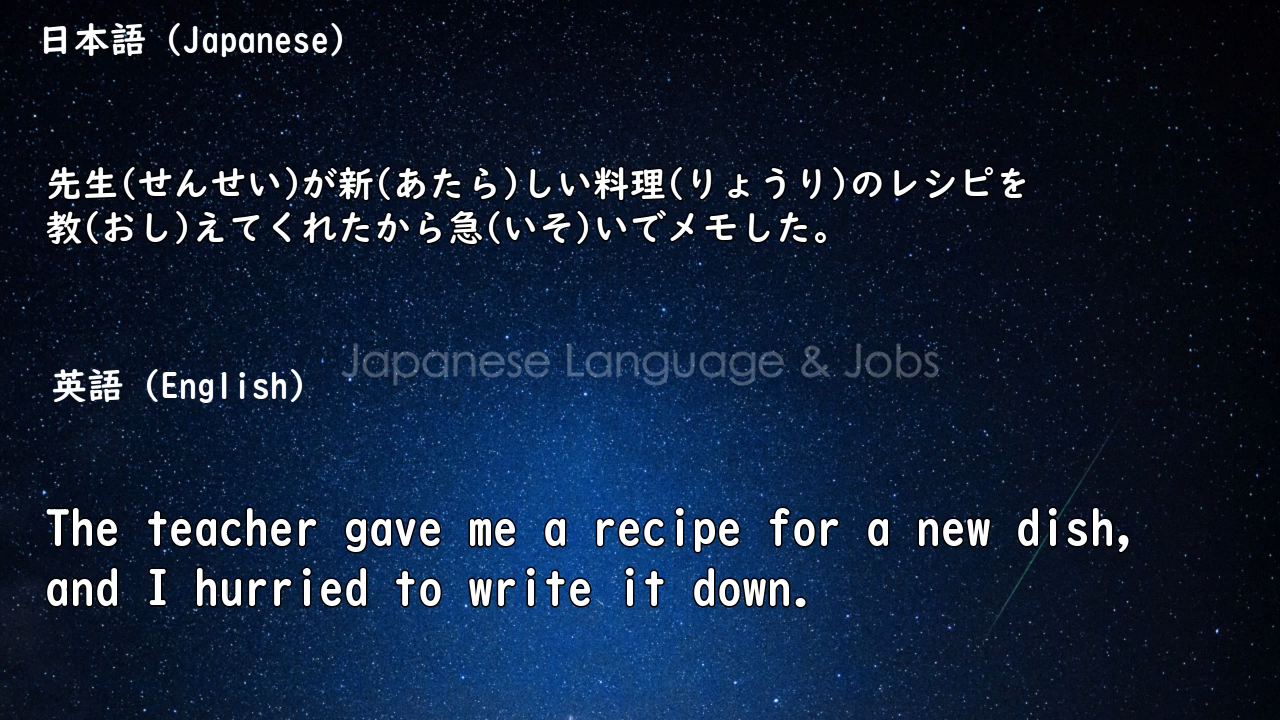 日本語（Japanese）
先生(せんせい)が新(あたら)しい料理(りょうり)のレシピを
教(おし)えてくれたから急(いそ)いでメモした。
Japanese Language & Jobs
英語（English）
The teacher gave me a recipe for a new dish,
and I hurried to write it down.